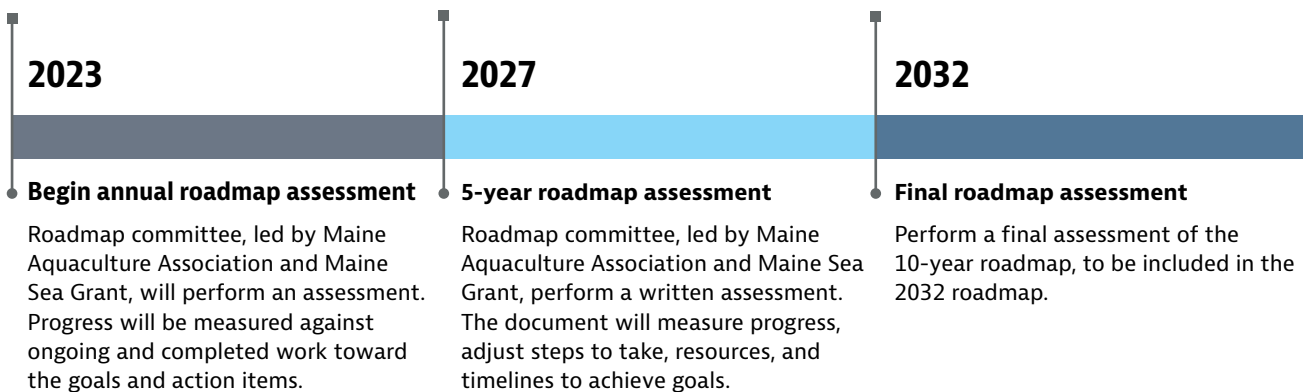 2023
Begin annual roadmap assessment
Roadmap committee, led by Maine
Aquaculture Association and Maine
Sea Grant, will perform an assessment.
Progress will be measured against
ongoing and completed work toward
the goals and action items.
2027
5-year roadmap assessment
Roadmap committee, led by Maine
Aquaculture Association and Maine Sea
Grant, perform a written assessment.
The document will measure progress,
adjust steps to take, resources, and
timelines to achieve goals.
2032
Final roadmap assessment
Perform a final assessment of the
10-year roadmap, to be included in the
2032 roadmap.